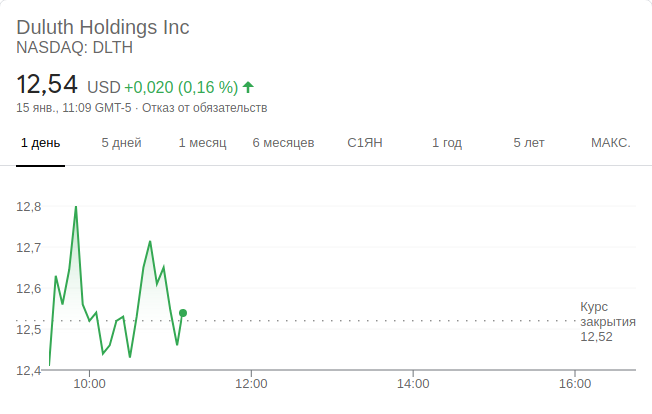 Duluth Holdings Inc
NASDAQ: DLTH
12,54 USD +0,020 (0,16 %)
15 янв., 11:09 GMT-5 · Отказ от обязательств
1 день 5 дней 1 месяц 6 месяцев С1ЯН 1 год 5 лет МАКС.
12,8
12,7
12,6
12,5
12,4
Курс
закрытия
12,52
10:00 12:00 14:00 16:00